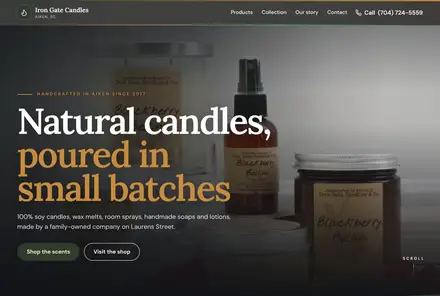 Iron Gate Candles
AIKEN, SC
Products
Collection
Our story
Contact
Call (704) 724-5559
HANDCRAFTED IN AIKEN SINCE 2017
Natural candles,
poured in
small batches
100% soy candles, wax melts, room sprays, handmade soaps and lotions,
made by a family-owned company on Laurens Street.
Shop the scents
Visit the shop
Blackberry
Blackberry
Blackberry
SCROLL